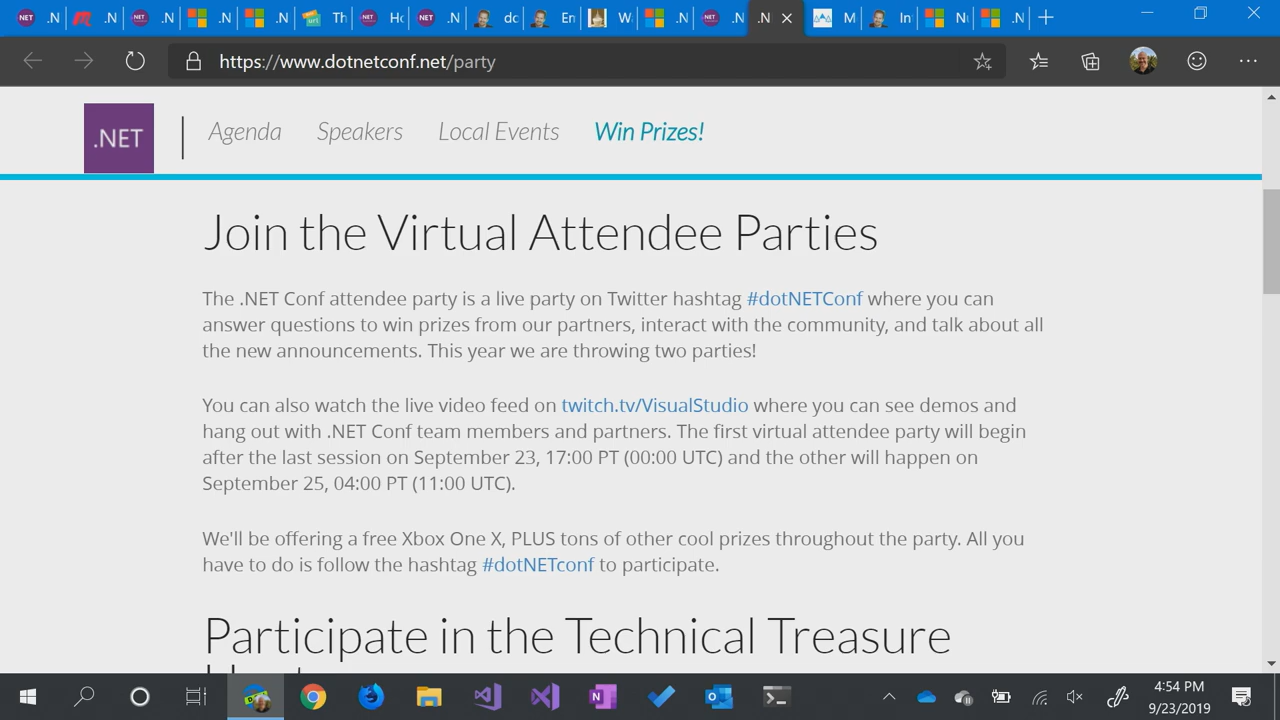 .N
.N
.N
.N
.N
Th
Ho
.N
do
En
W
.N
.N
.N
M
In
Nu
.N
https://www.dotnetconf.net/party
.NET
Agenda
Speakers
Local Events
Win Prizes!
Join the Virtual Attendee Parties
The .NET Conf attendee party is a live party on Twitter hashtag #dotNETConf where you can
answer questions to win prizes from our partners, interact with the community, and talk about all
the new announcements. This year we are throwing two parties!
You can also watch the live video feed on twitch.tv/VisualStudio where you can see demos and
hang out with .NET Conf team members and partners. The first virtual attendee party will begin
after the last session on September 23, 17:00 PT (00:00 UTC) and the other will happen on
September 25, 04:00 PT (11:00 UTC).
We'll be offering a free Xbox One X, PLUS tons of other cool prizes throughout the party. All you
have to do is follow the hashtag #dotNETconf to participate.
Participate in the Technical Treasure
4:54 PM
9/23/2019